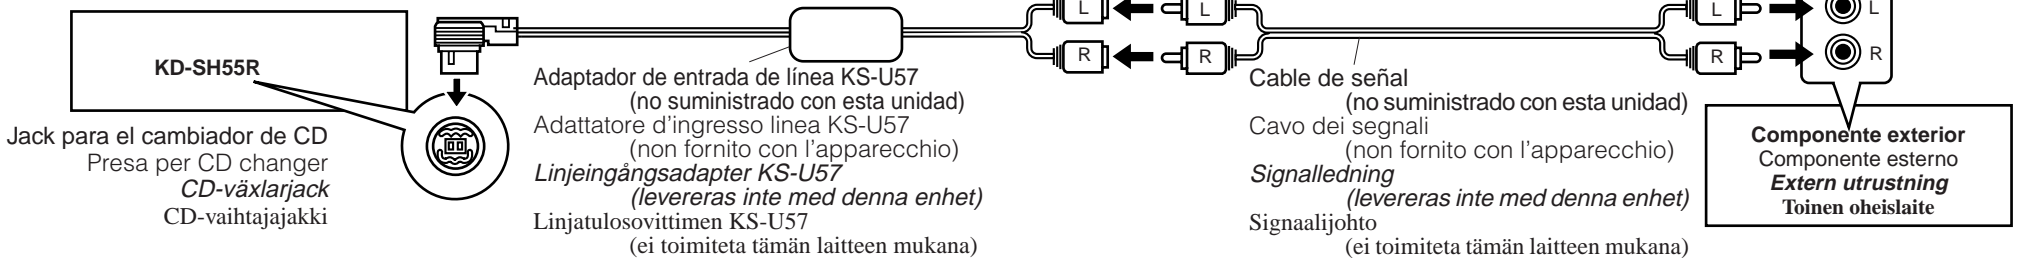 KD-SH55R
Jack para el cambiador de CD
Presa per CD changer
CD-växlarjack
CD-vaihtajajakki
Adaptador de entrada de línea KS-U57
(no suministrado con esta unidad)
Adattatore d'ingresso linea KS-U57
(non fornito con l'apparecchio)
Linjeingångsadapter KS-U57
(levereras inte med denna enhet)
Linjatulosovittimen KS-U57
(ei toimiteta tämän laitteen mukana)
L
R
L
R
Cable de señal
(no suministrado con esta unidad)
Cavo dei segnali
(non fornito con l'apparecchio)
Signalledning
(levereras inte med denna enhet)
Signaalijohto
(ei toimiteta tämän laitteen mukana)
L
R
L
R
Componente exterior
Componente esterno
Extern utrustning
Toinen oheislaite